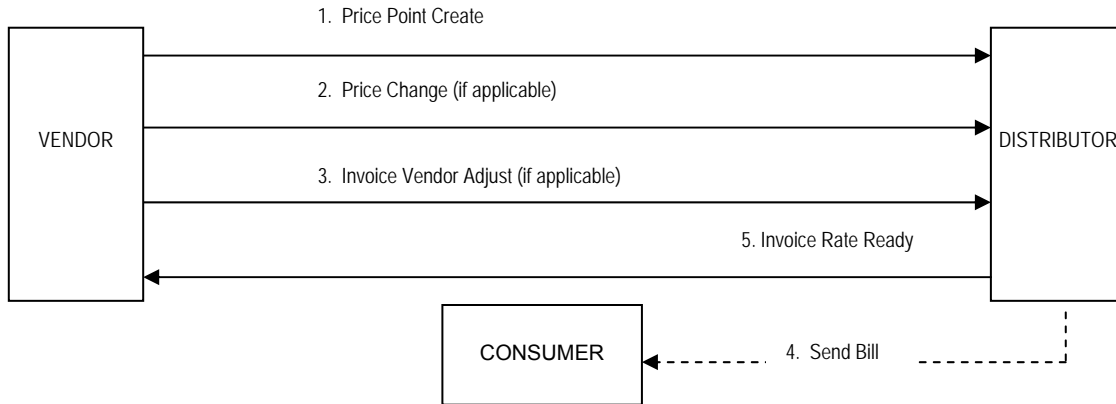 1. Price Point Create
2. Price Change (if applicable)
VENDOR
DISTRIBUTOR
3. Invoice Vendor Adjust (if applicable)
5. Invoice Rate Ready
CONSUMER
4. Send Bill